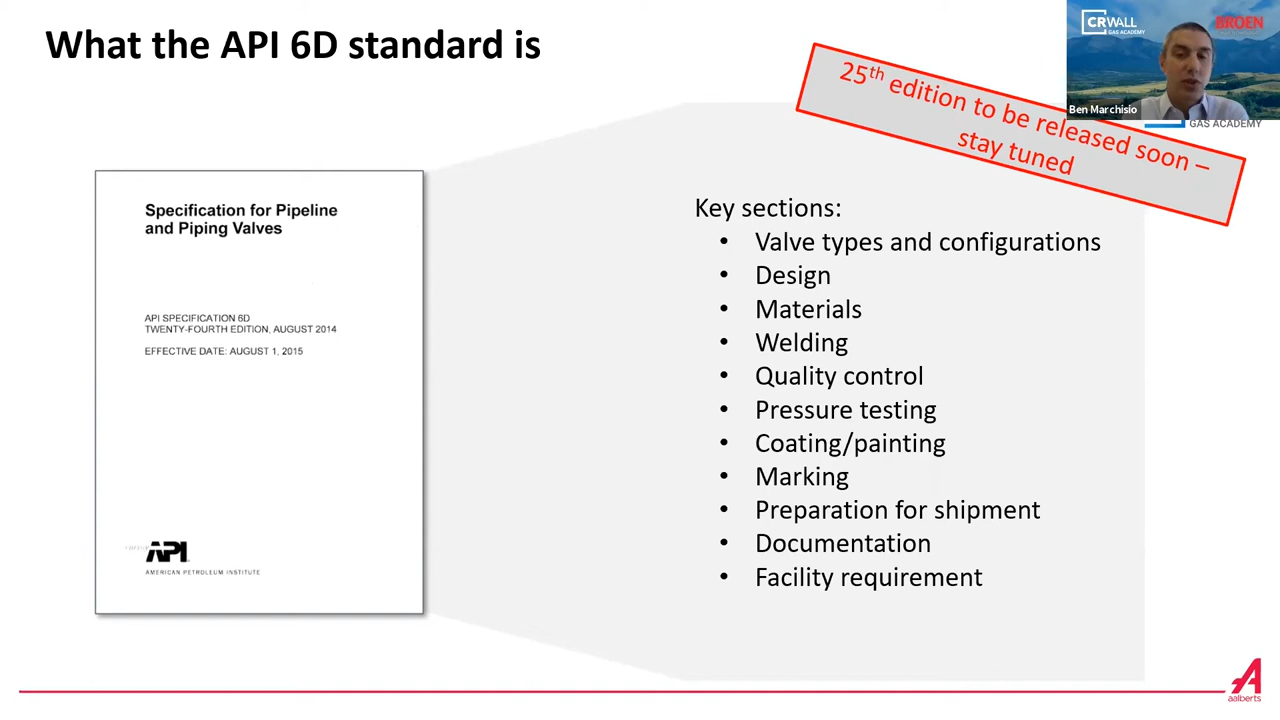 What the API 6D standard is
CRWALL
GAS ACADEMY
BROEN
Ben Marchisio
GAS ACADEMY
25th edition to be released soon –
stay tuned
Specification for Pipeline
and Piping Valves
API SPECIFICATION 6D
TWENTY-FOURTH EDITION, AUGUST 2014
EFFECTIVE DATE: AUGUST 1, 2015
API
AMERICAN PETROLEUM INSTITUTE
Key sections:
• Valve types and configurations
• Design
• Materials
• Welding
• Quality control
• Pressure testing
• Coating/painting
• Marking
• Preparation for shipment
• Documentation
• Facility requirement
aalberts